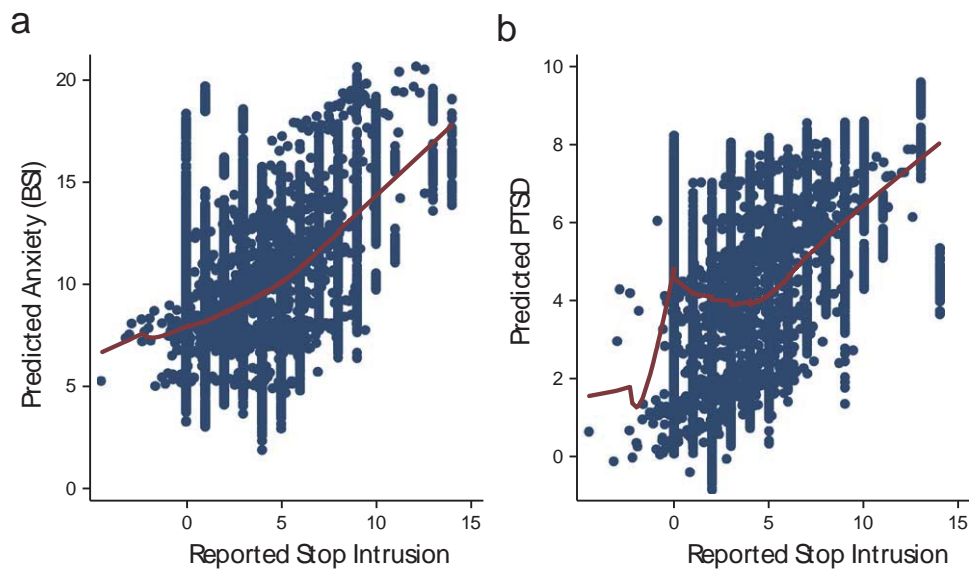 a
b
Predicted Anxiety (BSI)
20
15
10
5
0
0 5 10 15
Reported Stop Intrusion
Predicted PTSD
10
8
6
4
2
0
0 5 10 15
Reported Stop Intrusion